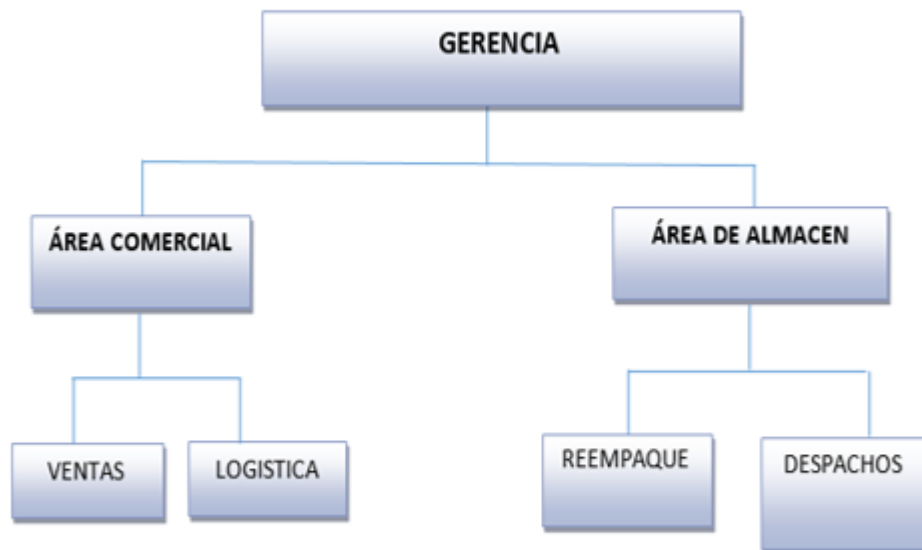 GERENCIA
ÁREA COMERCIAL
ÁREA DE ALMACEN
VENTAS
LOGISTICA
REEMPAQUE
DESPACHOS